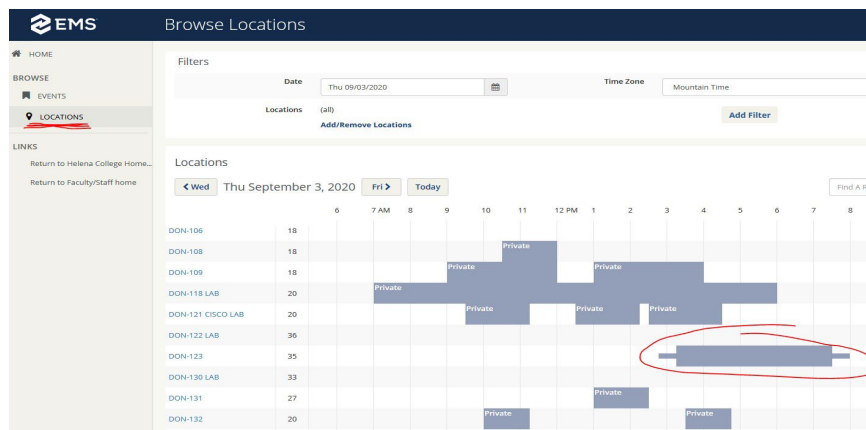 EMS
Browse Locations
HOME
BROWSE
EVENTS
LOCATIONS
LINKS
Return to Helena College Home...
Return to Faculty/Staff home
Filters
Date Thu 09/03/2020 Time Zone Mountain Time
Locations (all) Add Filter
Add/Remove Locations
Locations
Wed Thu September 3, 2020 Fri Today Find A R
6 7 AM 8 9 10 11 12 PM 1 2 3 4 5 6 7 8
DON-106 18
DON-108 18 Private
DON-109 18 Private Private
DON-118 LAB 20 Private
DON-121 CISCO LAB 20 Private Private Private
DON-122 LAB 36
DON-123 35
DON-130 LAB 33
DON-131 27 Private
DON-132 20 Private Private